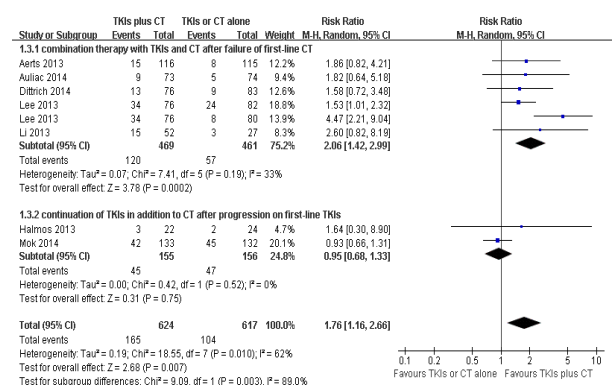 TKIs plus CT TKIs or CT alone Risk Ratio Risk Ratio
Study or Subgroup Events Total Events Total Weight M-H, Random, 95% CI M-H, Random, 95% CI
1.3.1 combination therapy with TKIs and CT after failure of first-line CT
Aerts 2013 15 116 8 115 12.2% 1.86 [0.82, 4.21]
Auliac 2014 9 73 5 74 9.4% 1.82 [0.64, 5.18]
Dittrich 2014 13 76 9 83 12.4% 1.58 [0.72, 3.48]
Lee 2013 34 76 24 82 20.4% 1.53 [1.01, 2.32]
Lee 2013 34 76 8 80 12.5% 4.47 [2.21, 9.04]
Li 2013 15 52 3 27 8.3% 2.60 [0.82, 8.19]
Subtotal (95% CI) 469 461 75.2% 2.06 [1.42, 2.99]
Total events 120 57
Heterogeneity: Tau² = 0.07; Chi² = 7.41, df = 5 (P = 0.19); I² = 33%
Test for overall effect: Z = 3.78 (P = 0.0002)
1.3.2 continuation of TKIs in addition to CT after progression on first-line TKIs
Halmos 2013 3 22 2 24 4.7% 1.64 [0.30, 8.90]
Mok 2014 42 133 45 132 20.1% 0.93 [0.66, 1.31]
Subtotal (95% CI) 155 156 24.8% 0.95 [0.68, 1.33]
Total events 45 47
Heterogeneity: Tau² = 0.00; Chi² = 0.42, df = 1 (P = 0.52); I² = 0%
Test for overall effect: Z = 0.31 (P = 0.75)
Total (95% CI) 624 617 100.0% 1.76 [1.16, 2.66]
Total events 165 104
Heterogeneity: Tau² = 0.19; Chi² = 18.55, df = 7 (P = 0.010); I² = 62%
Test for overall effect: Z = 2.68 (P = 0.007)
Test for subgroup differences: Chi² = 9.09, df = 1 (P = 0.003), I² = 89.0%
0.1 0.2 0.5 1 2 5 10
Favours TKIs or CT alone Favours TKIs plus CT